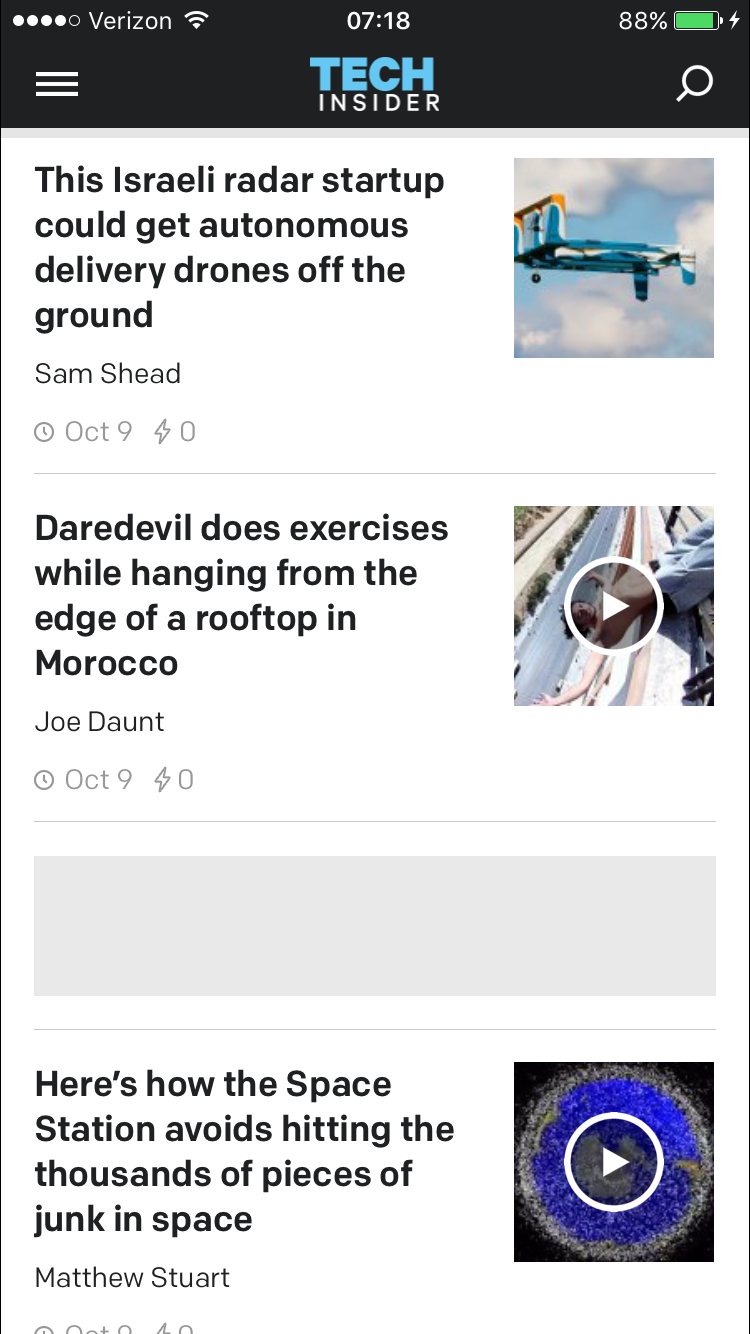 Verizon 07:18 88%
TECH
INSIDER
This Israeli radar startup
could get autonomous
delivery drones off the
ground
Sam Shead
Oct 9 0
Daredevil does exercises
while hanging from the
edge of a rooftop in
Morocco
Joe Daunt
Oct 9 0
Here’s how the Space
Station avoids hitting the
thousands of pieces of
junk in space
Matthew Stuart
Oct 9 0